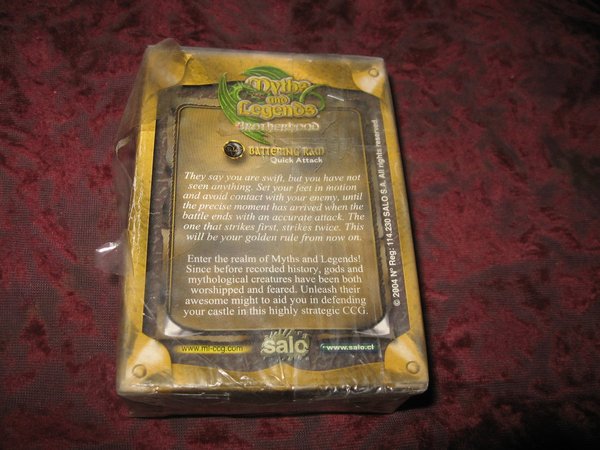 Myths
and
Legends
Brotherhood
Battering Ram
Quick Attack
They say you are swift, but you have not
seen anything. Set your feet in motion
and avoid contact with your enemy, until
the precise moment has arrived when the
battle ends with an accurate attack. The
one that strikes first, strikes twice. This
will be your golden rule from now on.
Enter the realm of Myths and Legends!
Since before recorded history, gods and
mythological creatures have been both
worshipped and feared. Unleash their
awesome might to aid you in defending
your castle in this highly strategic CCG.
www.ml-ccg.com
salo
www.salo.cl
© 2004 Nº Reg: 114.230 SALO S.A. All rights reserved